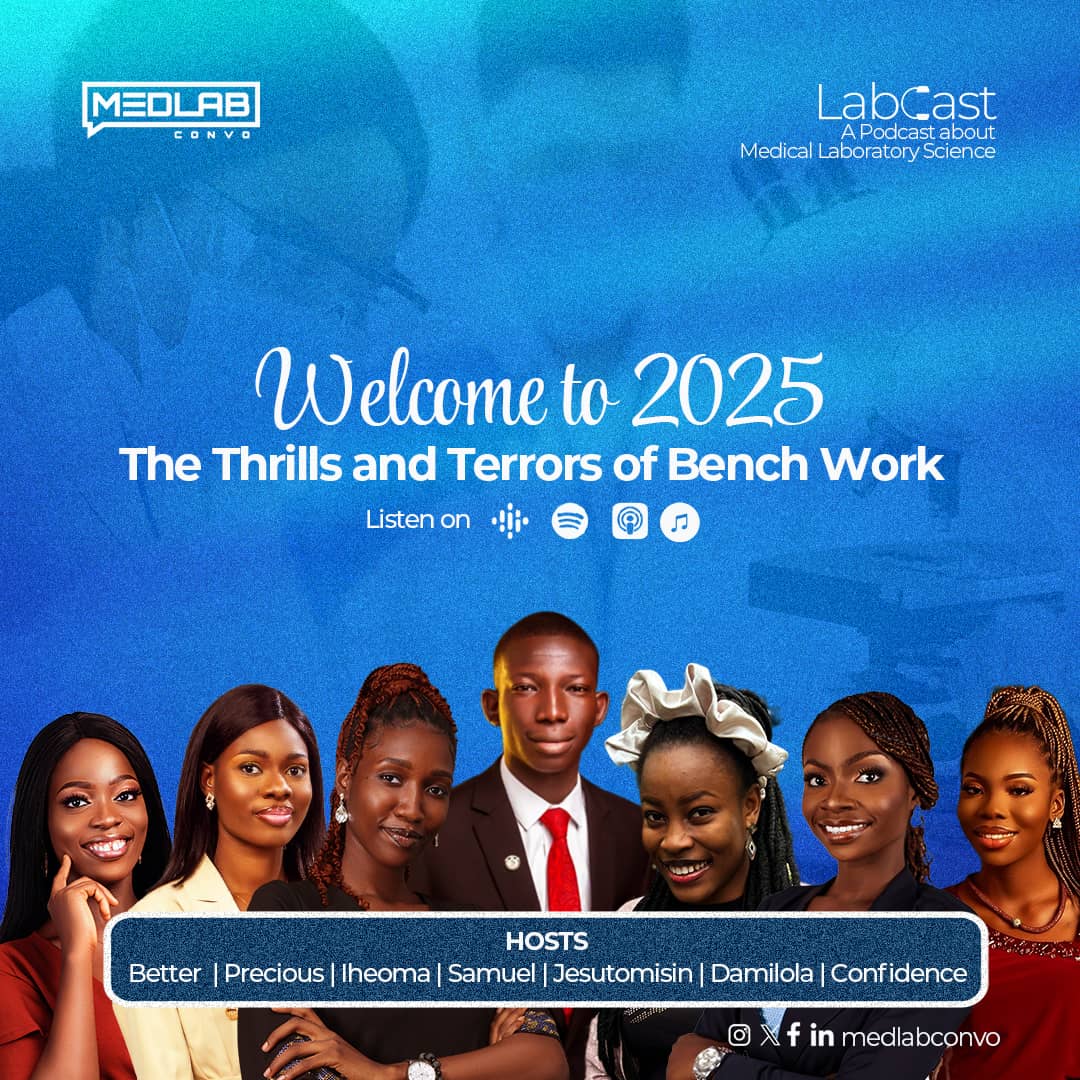 MEDLAB
CONVO
LabCast
A Podcast about
Medical Laboratory Science
Welcome to 2025
The Thrills and Terrors of Bench Work
Listen on
HOSTS
Better | Precious | Iheoma | Samuel | Jesutomisin | Damilola | Confidence
medlabconvo